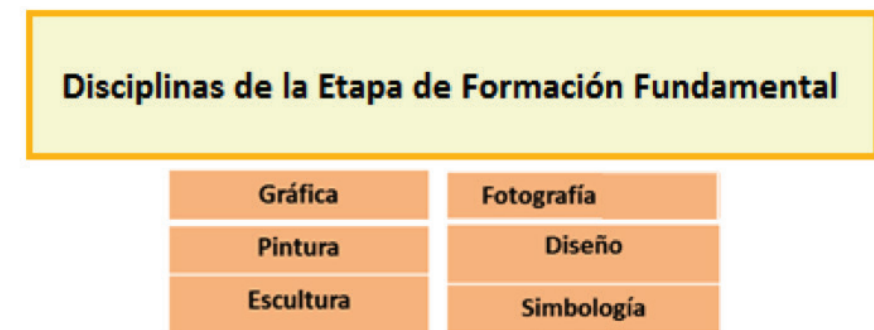 Disciplinas de la Etapa de Formación Fundamental
Gráfica
Fotografía
Pintura
Diseño
Escultura
Simbología